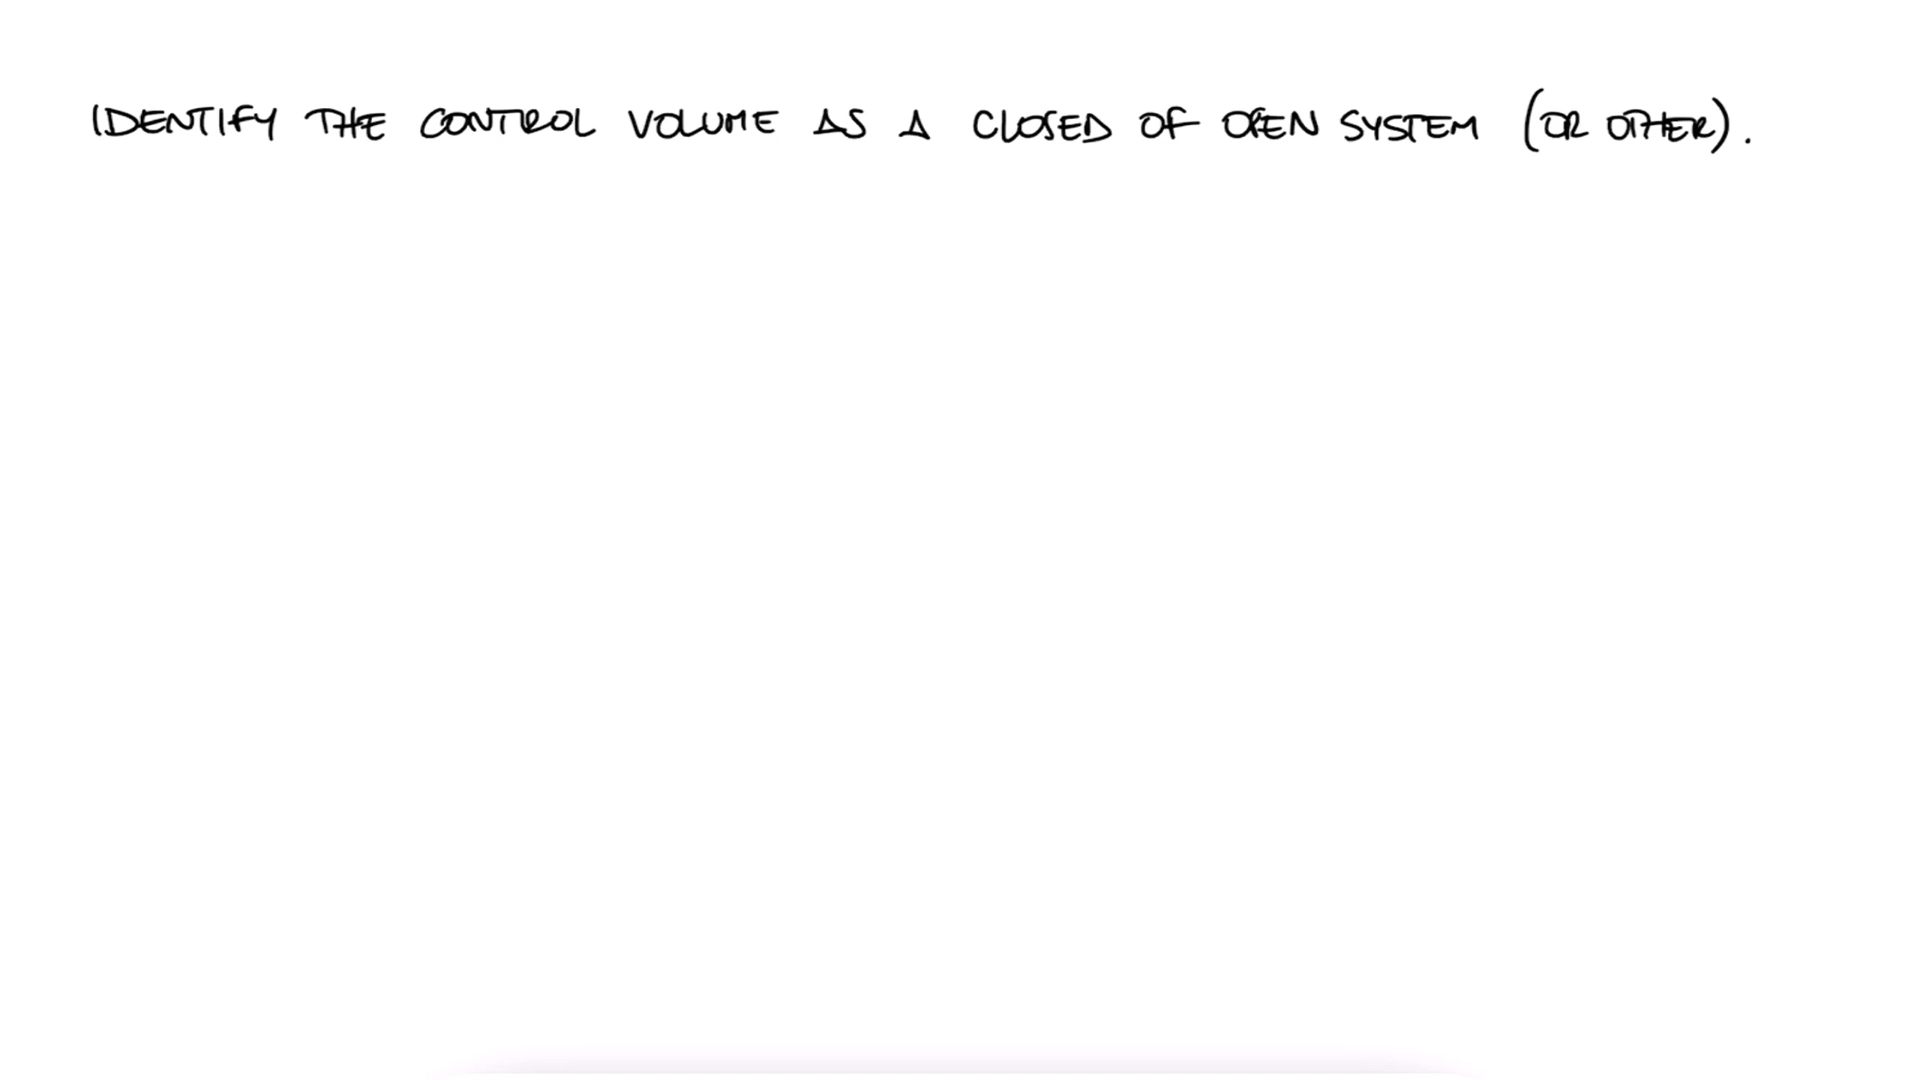 IDENTIFY THE CONTROL VOLUME AS A CLOSED OF OPEN SYSTEM (OR OTHER).